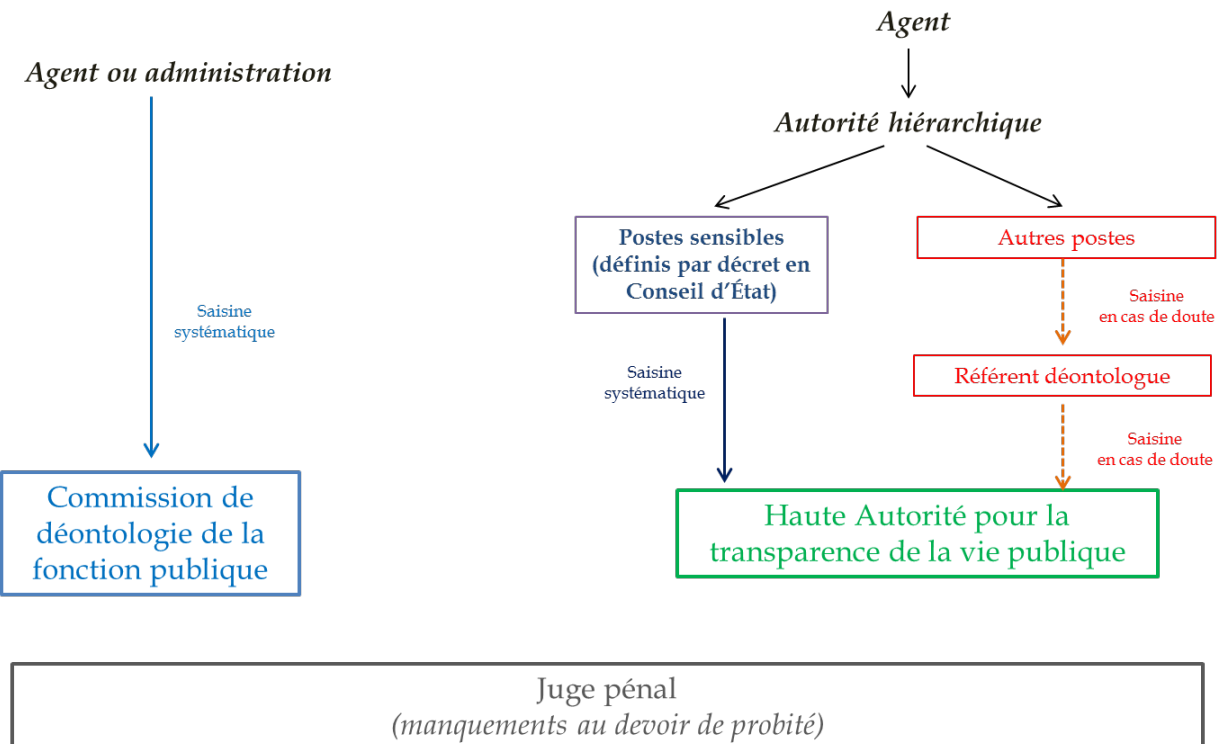 Agent ou administration
Saisine
systématique
Commission de
déontologie de la
fonction publique
Agent
Autorité hiérarchique
Postes sensibles
(définis par décret en
Conseil d’État)
Saisine
systématique
Autres postes
Saisine
en cas de doute
Référent déontologue
Saisine
en cas de doute
Haute Autorité pour la
transparence de la vie publique
Juge pénal
(manquements au devoir de probité)